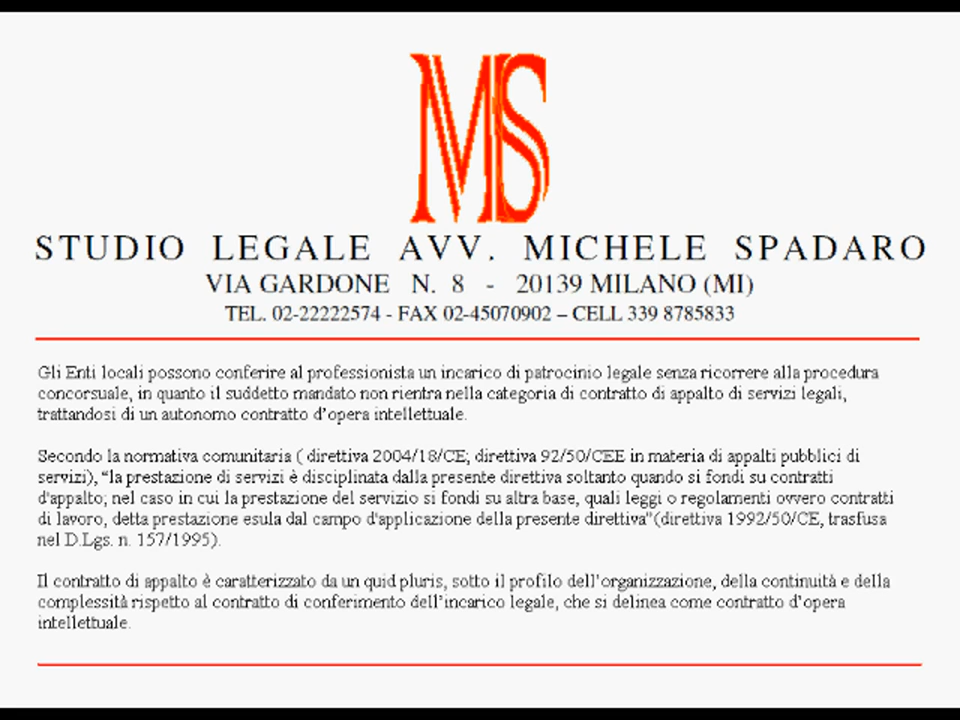 MS
STUDIO LEGALE AVV. MICHELE SPADARO
VIA GARDONE N. 8 - 20139 MILANO (MI)
TEL. 02-22222574 - FAX 02-45070902 – CELL 339 8785833
Gli Enti locali possono conferire al professionista un incarico di patrocinio legale senza ricorrere alla procedura
concorsuale, in quanto il suddetto mandato non rientra nella categoria di contratto di appalto di servizi legali,
trattandosi di un autonomo contratto d’opera intellettuale.
Secondo la normativa comunitaria ( direttiva 2004/18/CE; direttiva 92/50/CEE in materia di appalti pubblici di
servizi), “la prestazione di servizi è disciplinata dalla presente direttiva soltanto quando si fondi su contratti
d'appalto; nel caso in cui la prestazione del servizio si fondi su altra base, quali leggi o regolamenti ovvero contratti
di lavoro, detta prestazione esula dal campo d'applicazione della presente direttiva”(direttiva 1992/50/CE, trasfusa
nel D.Lgs. n. 157/1995).
Il contratto di appalto è caratterizzato da un quid pluris, sotto il profilo dell’organizzazione, della continuità e della
complessità rispetto al contratto di conferimento dell’incarico legale, che si delinea come contratto d’opera
intellettuale.